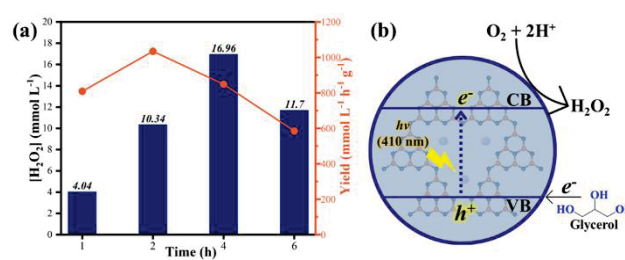 (a)
[H₂O₂] (mmol L⁻¹)
20
18
16
14
12
10
8
6
4
2
0
4.04
10.34
16.96
11.7
1
2
4
6
Time (h)
1200
1000
800
600
400
200
0
Yield (mmol L⁻¹ h⁻¹ g⁻¹)
(b)
O₂ + 2H⁺
e⁻
CB
H₂O₂
hν
(410 nm)
h⁺
VB
e⁻
OH
HO
O
Glycerol